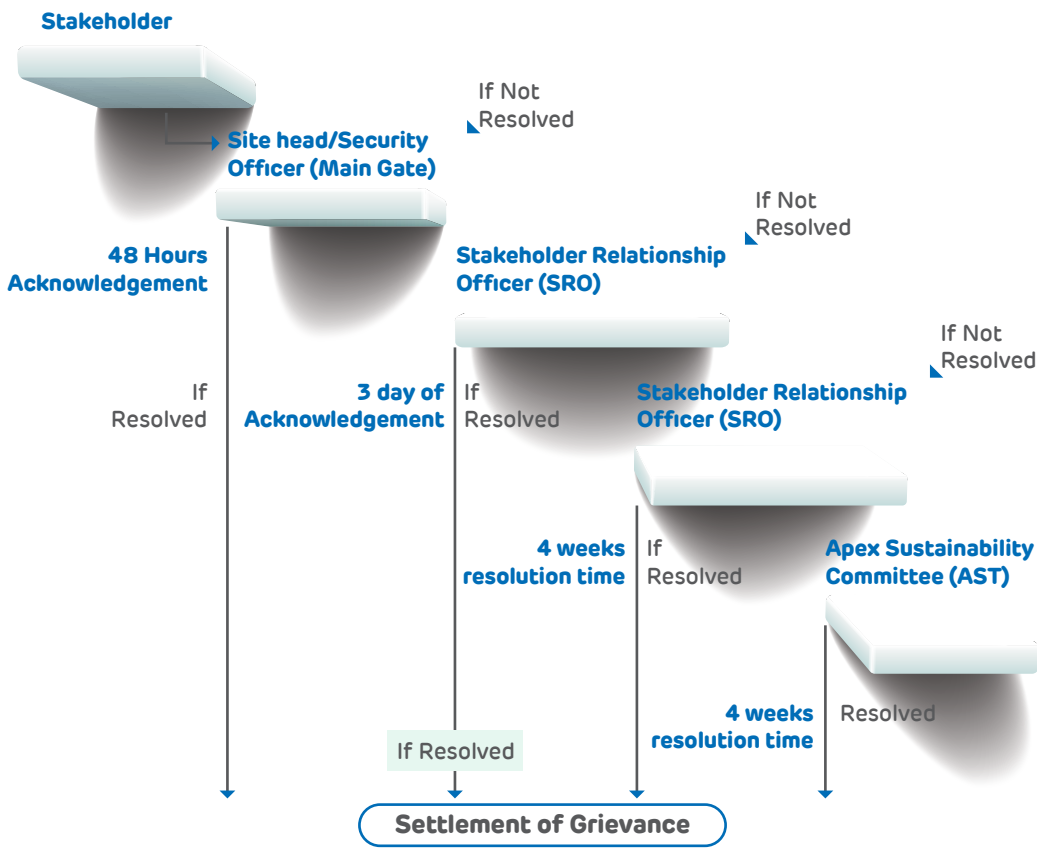 Stakeholder
If Not
Resolved
Site head/Security
Officer (Main Gate)
If Not
Resolved
48 Hours
Acknowledgement
Stakeholder Relationship
Officer (SRO)
If Not
Resolved
If
Resolved
3 day of
Acknowledgement
If
Resolved
Stakeholder Relationship
Officer (SRO)
4 weeks
resolution time
If
Resolved
Apex Sustainability
Committee (AST)
4 weeks
resolution time
Resolved
If Resolved
Settlement of Grievance